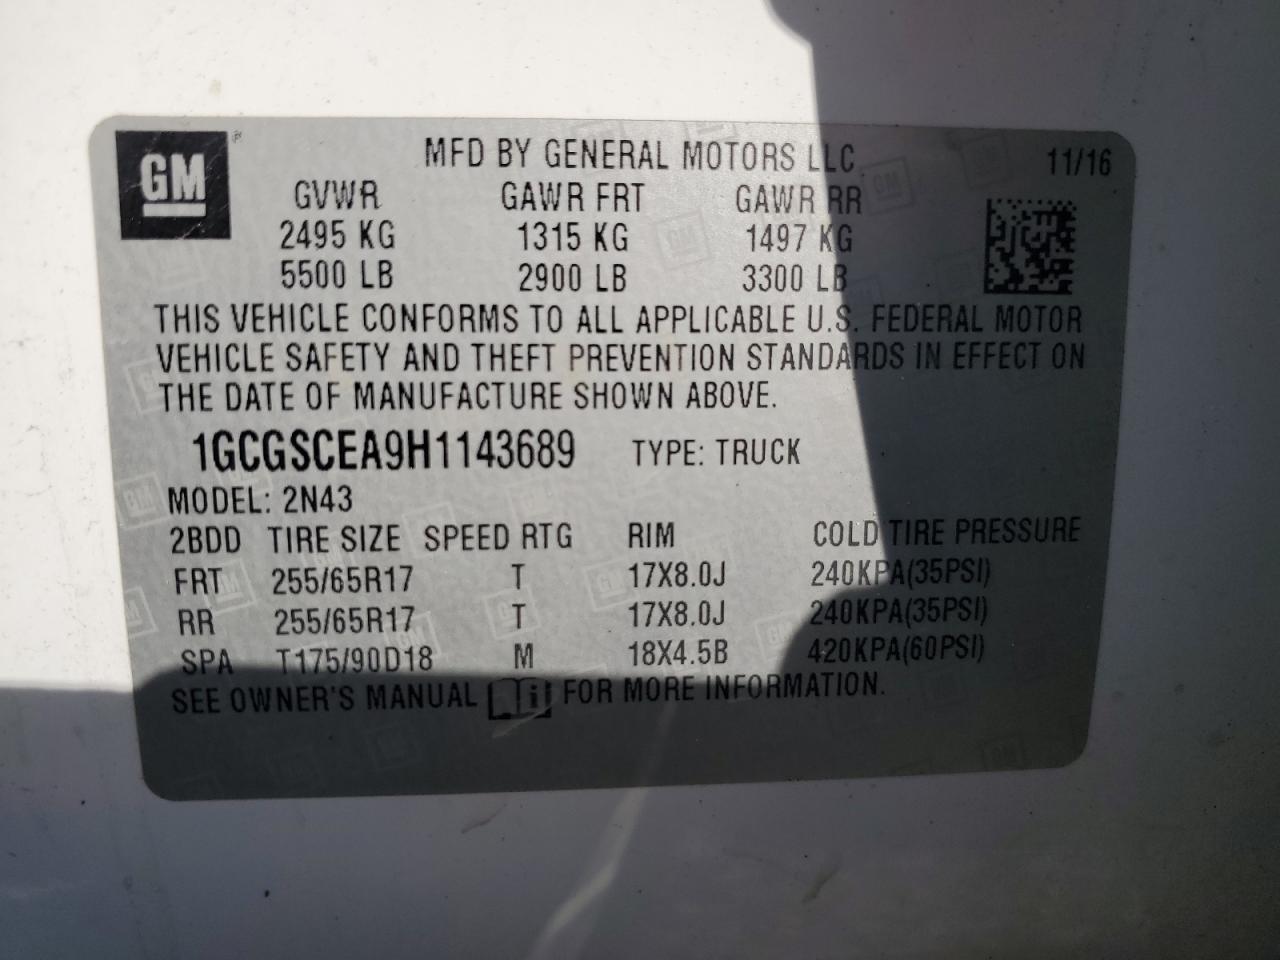 GM ®
MFD BY GENERAL MOTORS LLC 11/16
GVWR GAWR FRT GAWR RR
2495 KG 1315 KG 1497 KG
5500 LB 2900 LB 3300 LB
THIS VEHICLE CONFORMS TO ALL APPLICABLE U.S. FEDERAL MOTOR
VEHICLE SAFETY AND THEFT PREVENTION STANDARDS IN EFFECT ON
THE DATE OF MANUFACTURE SHOWN ABOVE.
1GCGSCEA9H1143689 TYPE: TRUCK
MODEL: 2N43
2BDD TIRE SIZE SPEED RTG RIM COLD TIRE PRESSURE
FRT 255/65R17 T 17X8.0J 240KPA(35PSI)
RR 255/65R17 T 17X8.0J 240KPA(35PSI)
SPA T175/90D18 M 18X4.5B 420KPA(60PSI)
SEE OWNER'S MANUAL i FOR MORE INFORMATION.